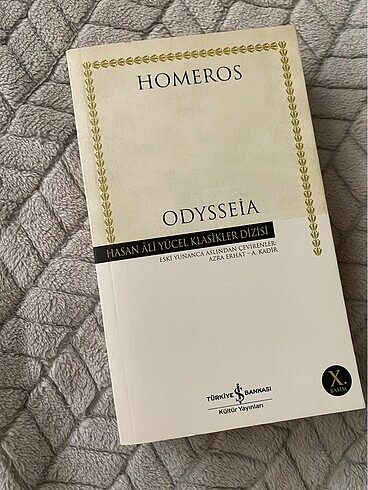 HOMEROS
ODYSSEİA
HASAN ÂLİ YÜCEL KLASİKLER DİZİSİ
ESKİ YUNANCA ASLINDAN ÇEVİRENLER:
AZRA ERHAT – A. KADİR
TÜRKİYE İŞ BANKASI
Kültür Yayınları
X.
BASIM